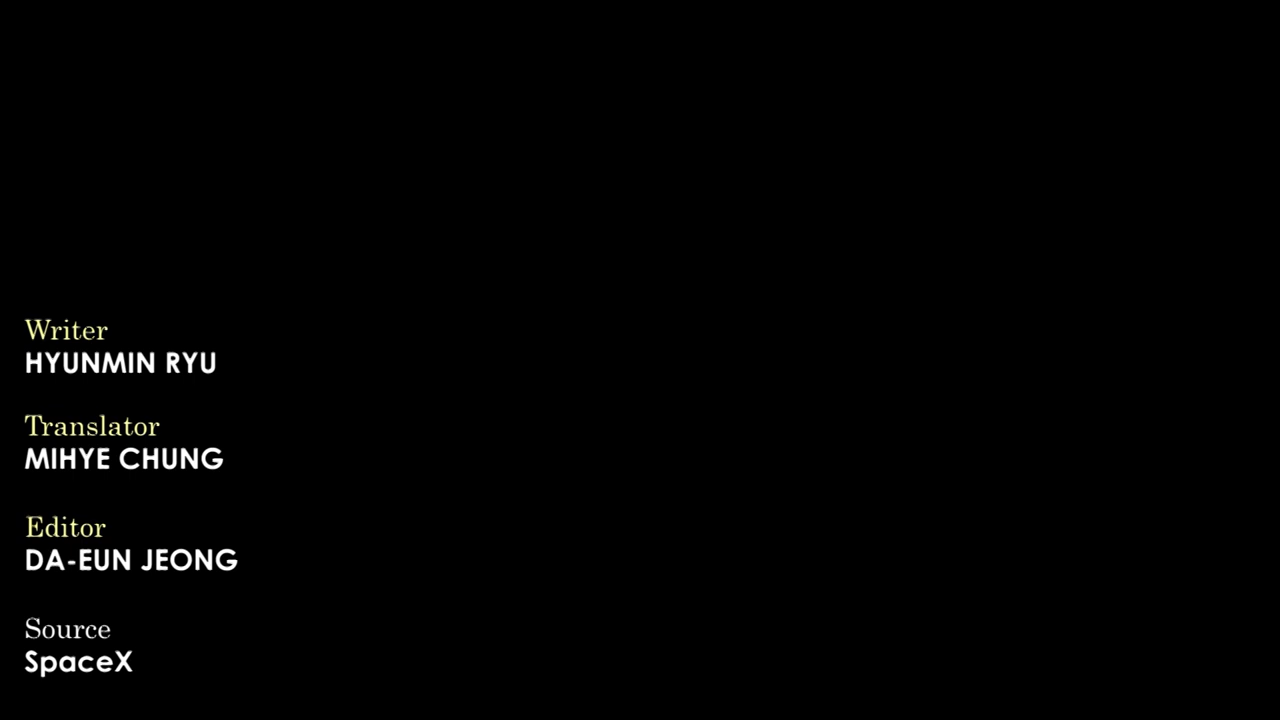 Writer
HYUNMIN RYU
Translator
MIHYE CHUNG
Editor
DA-EUN JEONG
Source
SpaceX